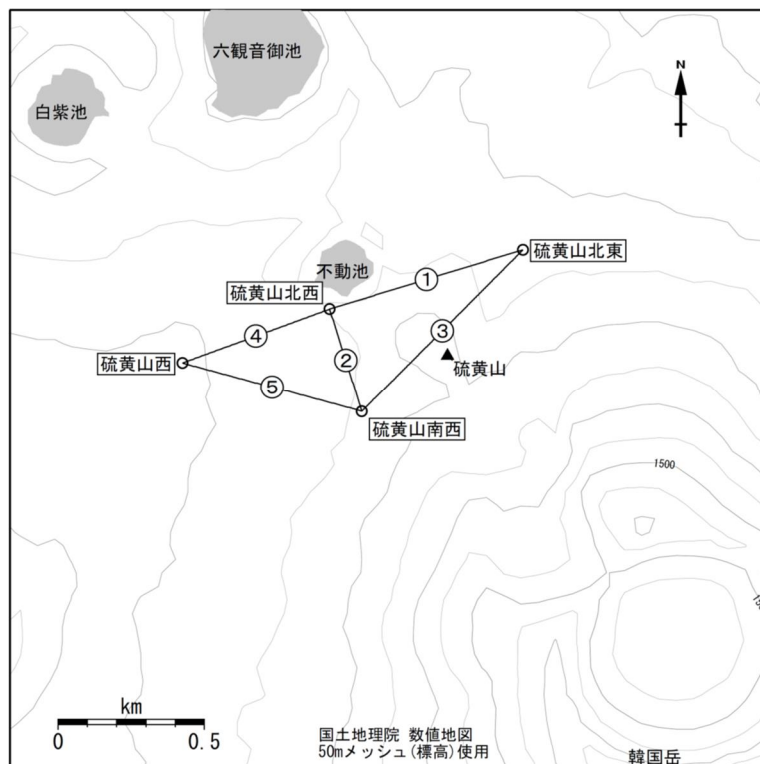 六観音御池
白紫池
N
不動池
硫黄山北東
①
硫黄山北西
③
④
硫黄山西
②
硫黄山
⑤
硫黄山南西
1500
km
0 0.5
国土地理院 数値地図
50mメッシュ(標高)使用
韓国岳